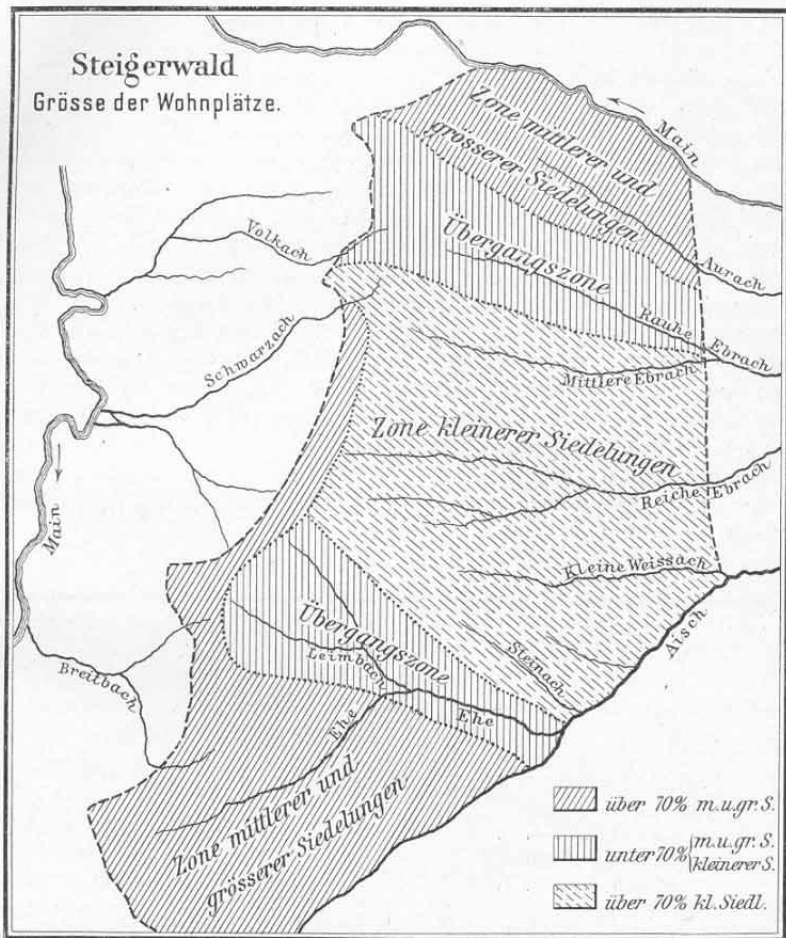 Steigerwald
Grösse der Wohnplätze.
Main
Zone mittlerer und
grösserer Siedelungen
Volkach
Übergangszone
Aurach
Rauhe Ebrach
Schwarzach
Mittlere Ebrach
Zone kleinerer Siedelungen
Reiche Ebrach
Main
Kleine Weissach
Übergangszone
Aisch
Steinach
Leimbach
Breitbach
Ehe
Ehe
Zone mittlerer und
grösserer Siedelungen
über 70% m.u.gr.S.
unter 70% {m.u.gr.S.
{kleinerer S.
über 70% kl. Siedl.